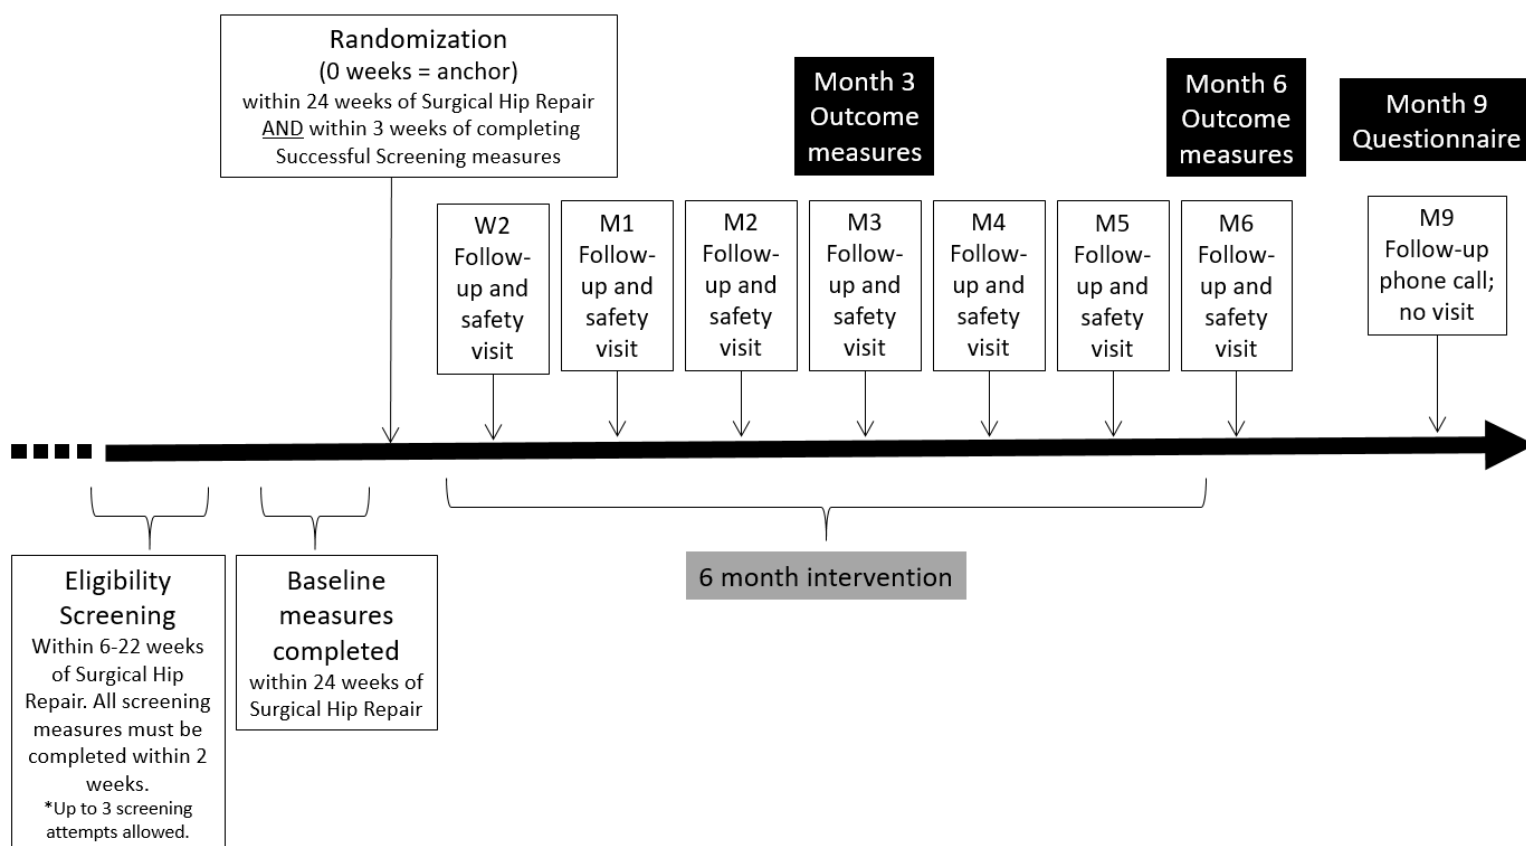 Randomization
(0 weeks = anchor)
within 24 weeks of Surgical Hip Repair
AND within 3 weeks of completing
Successful Screening measures
Month 3
Outcome
measures
Month 6
Outcome
measures
Month 9
Questionnaire
W2
Follow-
up and
safety
visit
M1
Follow-
up and
safety
visit
M2
Follow-
up and
safety
visit
M3
Follow-
up and
safety
visit
M4
Follow-
up and
safety
visit
M5
Follow-
up and
safety
visit
M6
Follow-
up and
safety
visit
M9
Follow-up
phone call;
no visit
Eligibility
Screening
Within 6-22 weeks
of Surgical Hip
Repair. All screening
measures must be
completed within 2
weeks.
*Up to 3 screening
attempts allowed.
Baseline
measures
completed
within 24 weeks of
Surgical Hip Repair
6 month intervention